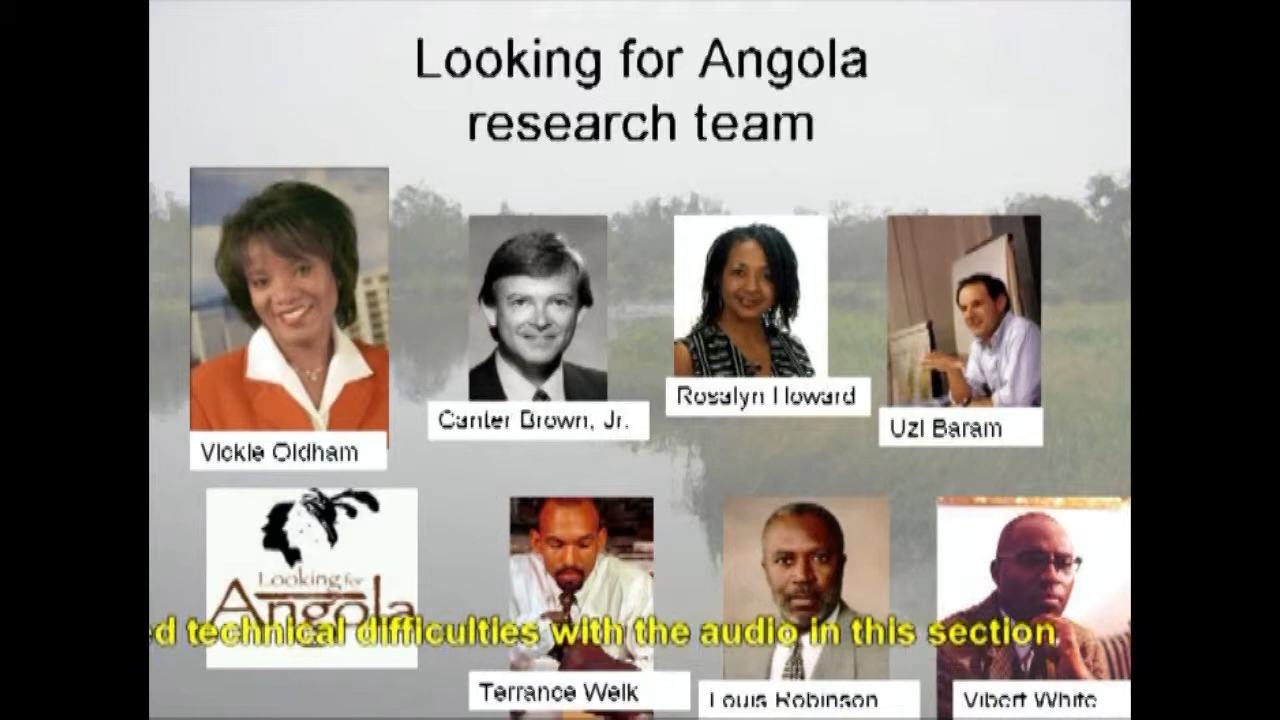 Looking for Angola
research team
Vickie Oldham
Canter Brown, Jr.
Rosalyn Howard
Uzi Baram
Looking for
Angola
ed technical difficulties with the audio in this section
Terrance Weik
Louis Robinson
Vibert White